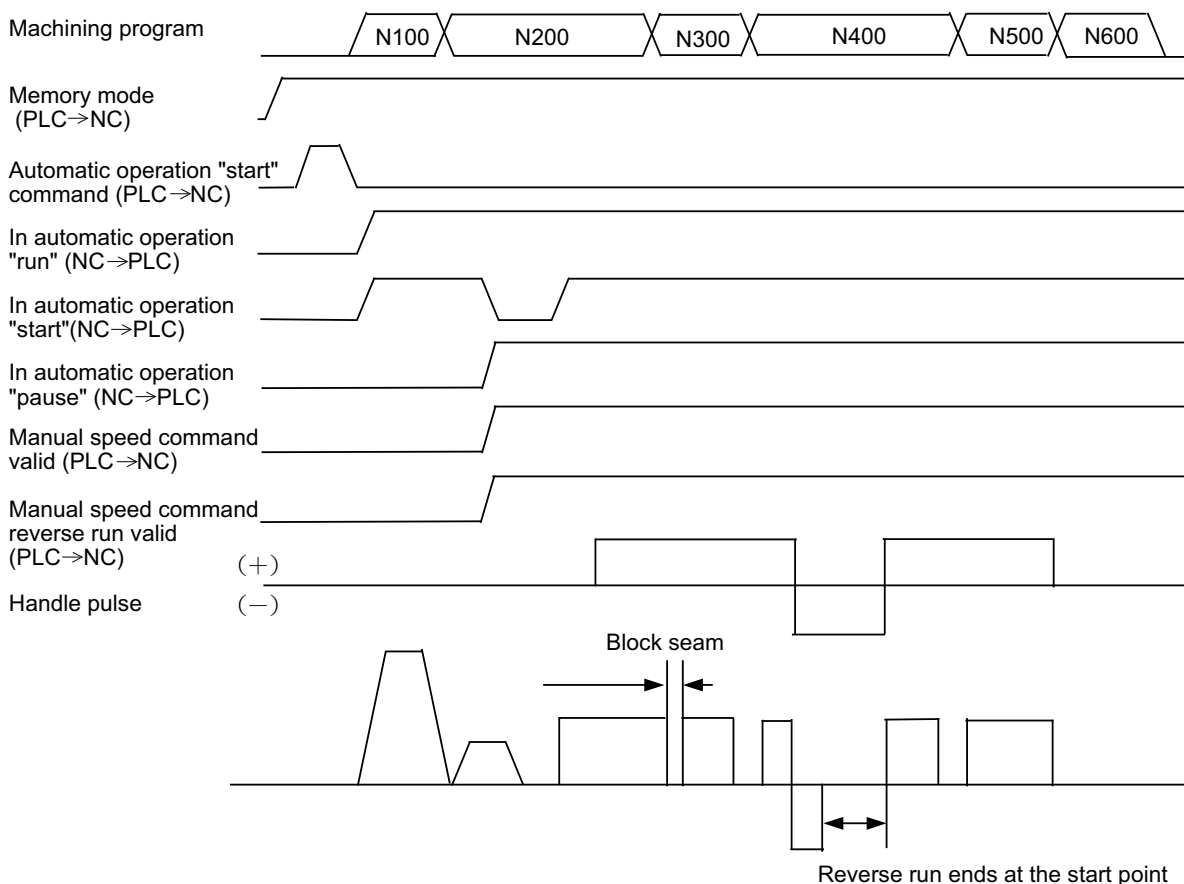 Machining program
N100 N200 N300 N400 N500 N600
Memory mode
(PLC→NC)
Automatic operation "start"
command (PLC→NC)
In automatic operation
"run" (NC→PLC)
In automatic operation
"start"(NC→PLC)
In automatic operation
"pause" (NC→PLC)
Manual speed command
valid (PLC→NC)
Manual speed command
reverse run valid
(PLC→NC)
(+)
Handle pulse (−)
Block seam
Reverse run ends at the start point